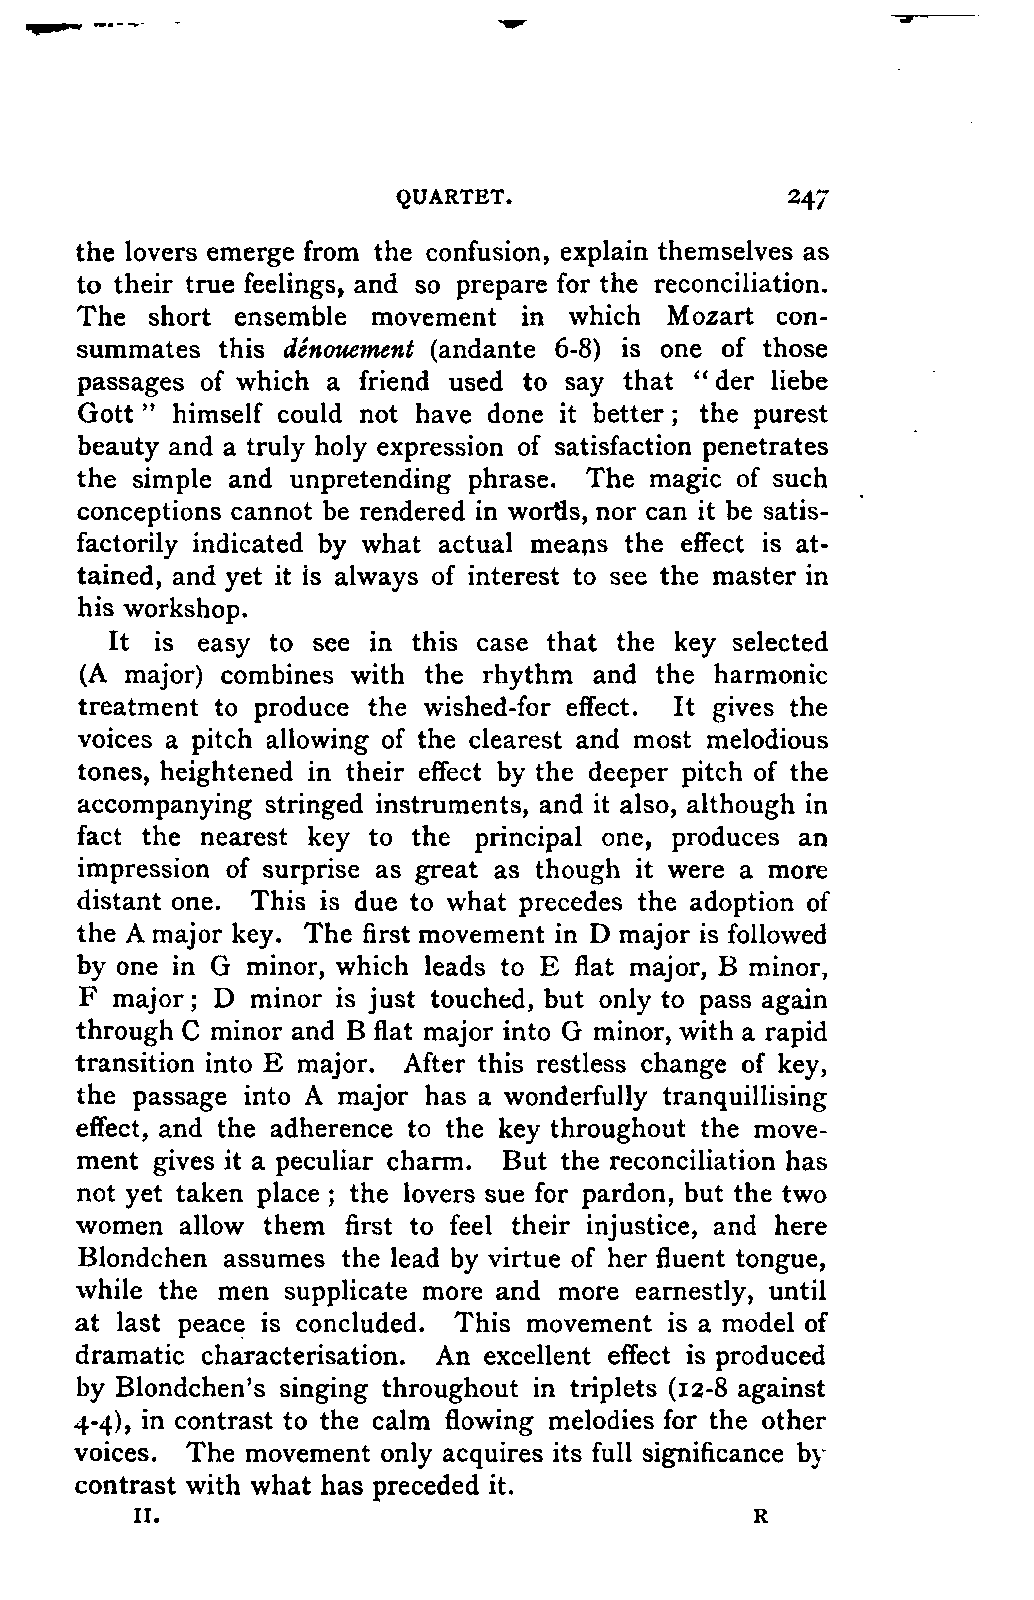 QUARTET. 247
the lovers emerge from the confusion, explain themselves as
to their true feelings, and so prepare for the reconciliation.
The short ensemble movement in which Mozart con-
summates this dénouement (andante 6-8) is one of those
passages of which a friend used to say that “der liebe
Gott” himself could not have done it better; the purest
beauty and a truly holy expression of satisfaction penetrates
the simple and unpretending phrase. The magic of such
conceptions cannot be rendered in words, nor can it be satis-
factorily indicated by what actual means the effect is at-
tained, and yet it is always of interest to see the master in
his workshop.
It is easy to see in this case that the key selected
(A major) combines with the rhythm and the harmonic
treatment to produce the wished-for effect. It gives the
voices a pitch allowing of the clearest and most melodious
tones, heightened in their effect by the deeper pitch of the
accompanying stringed instruments, and it also, although in
fact the nearest key to the principal one, produces an
impression of surprise as great as though it were a more
distant one. This is due to what precedes the adoption of
the A major key. The first movement in D major is followed
by one in G minor, which leads to E flat major, B minor,
F major; D minor is just touched, but only to pass again
through C minor and B flat major into G minor, with a rapid
transition into E major. After this restless change of key,
the passage into A major has a wonderfully tranquillising
effect, and the adherence to the key throughout the move-
ment gives it a peculiar charm. But the reconciliation has
not yet taken place; the lovers sue for pardon, but the two
women allow them first to feel their injustice, and here
Blondchen assumes the lead by virtue of her fluent tongue,
while the men supplicate more and more earnestly, until
at last peace is concluded. This movement is a model of
dramatic characterisation. An excellent effect is produced
by Blondchen's singing throughout in triplets (12-8 against
4-4), in contrast to the calm flowing melodies for the other
voices. The movement only acquires its full significance by
contrast with what has preceded it.
II. R